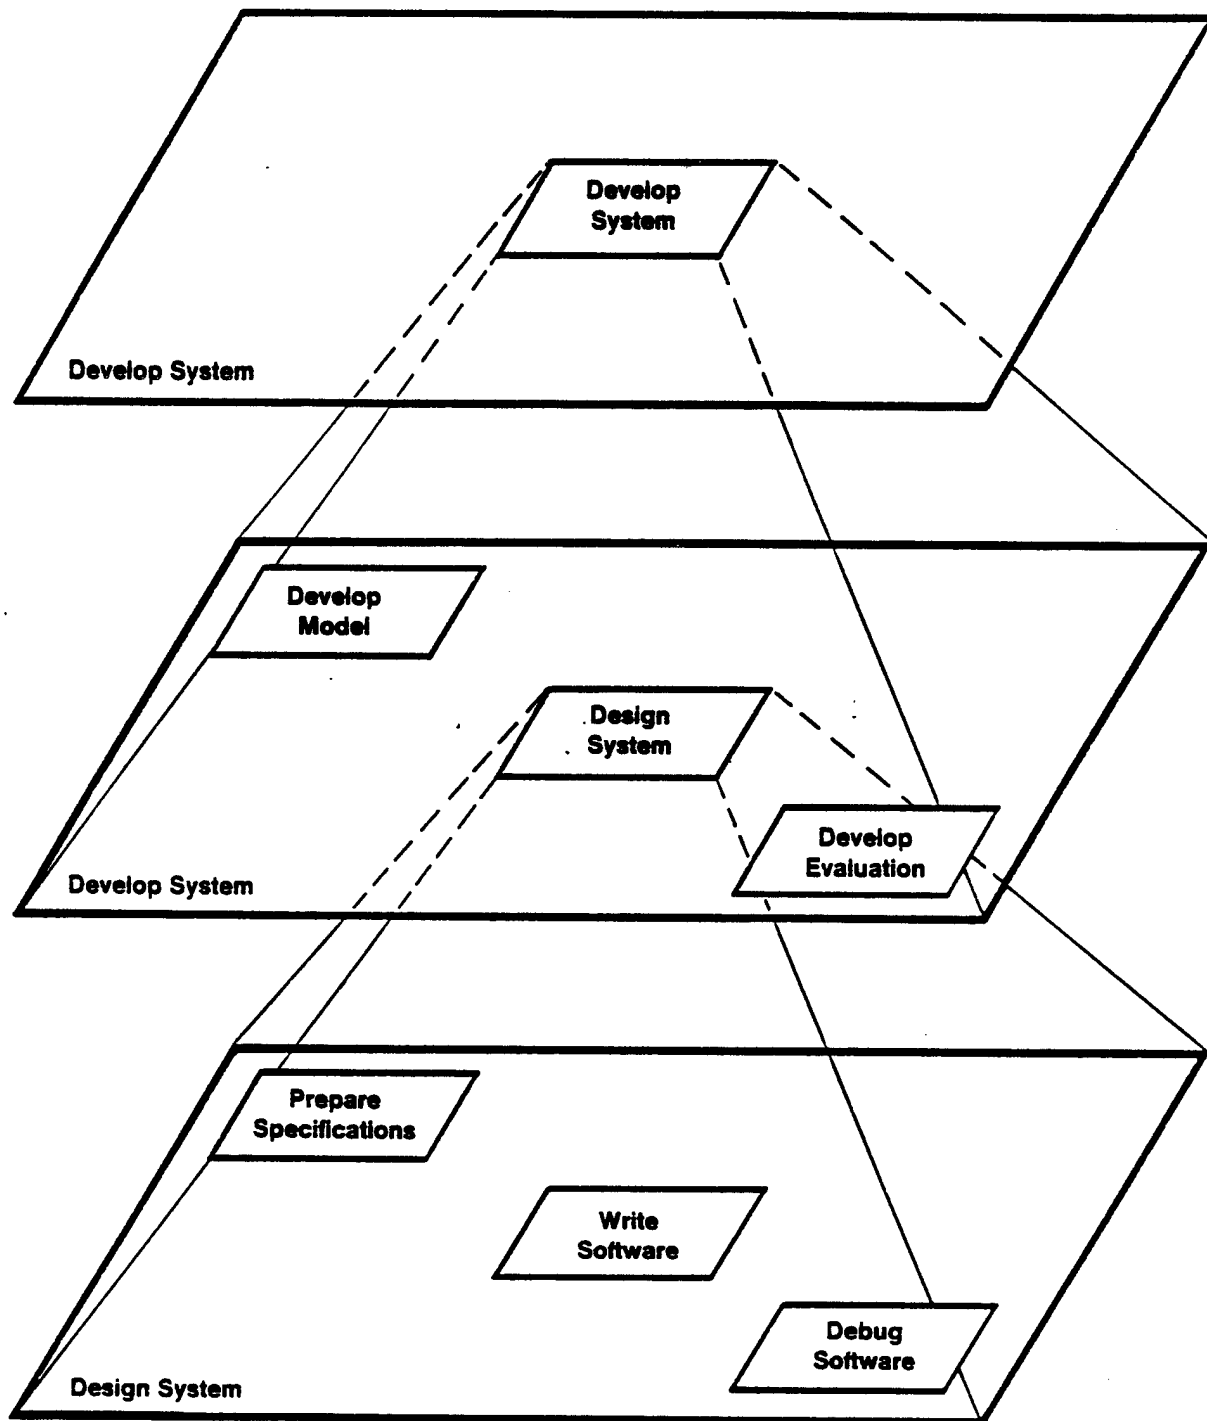 Develop
System
Develop System
Develop
Model
Design
System
Develop
Evaluation
Develop System
Prepare
Specifications
Write
Software
Debug
Software
Design System